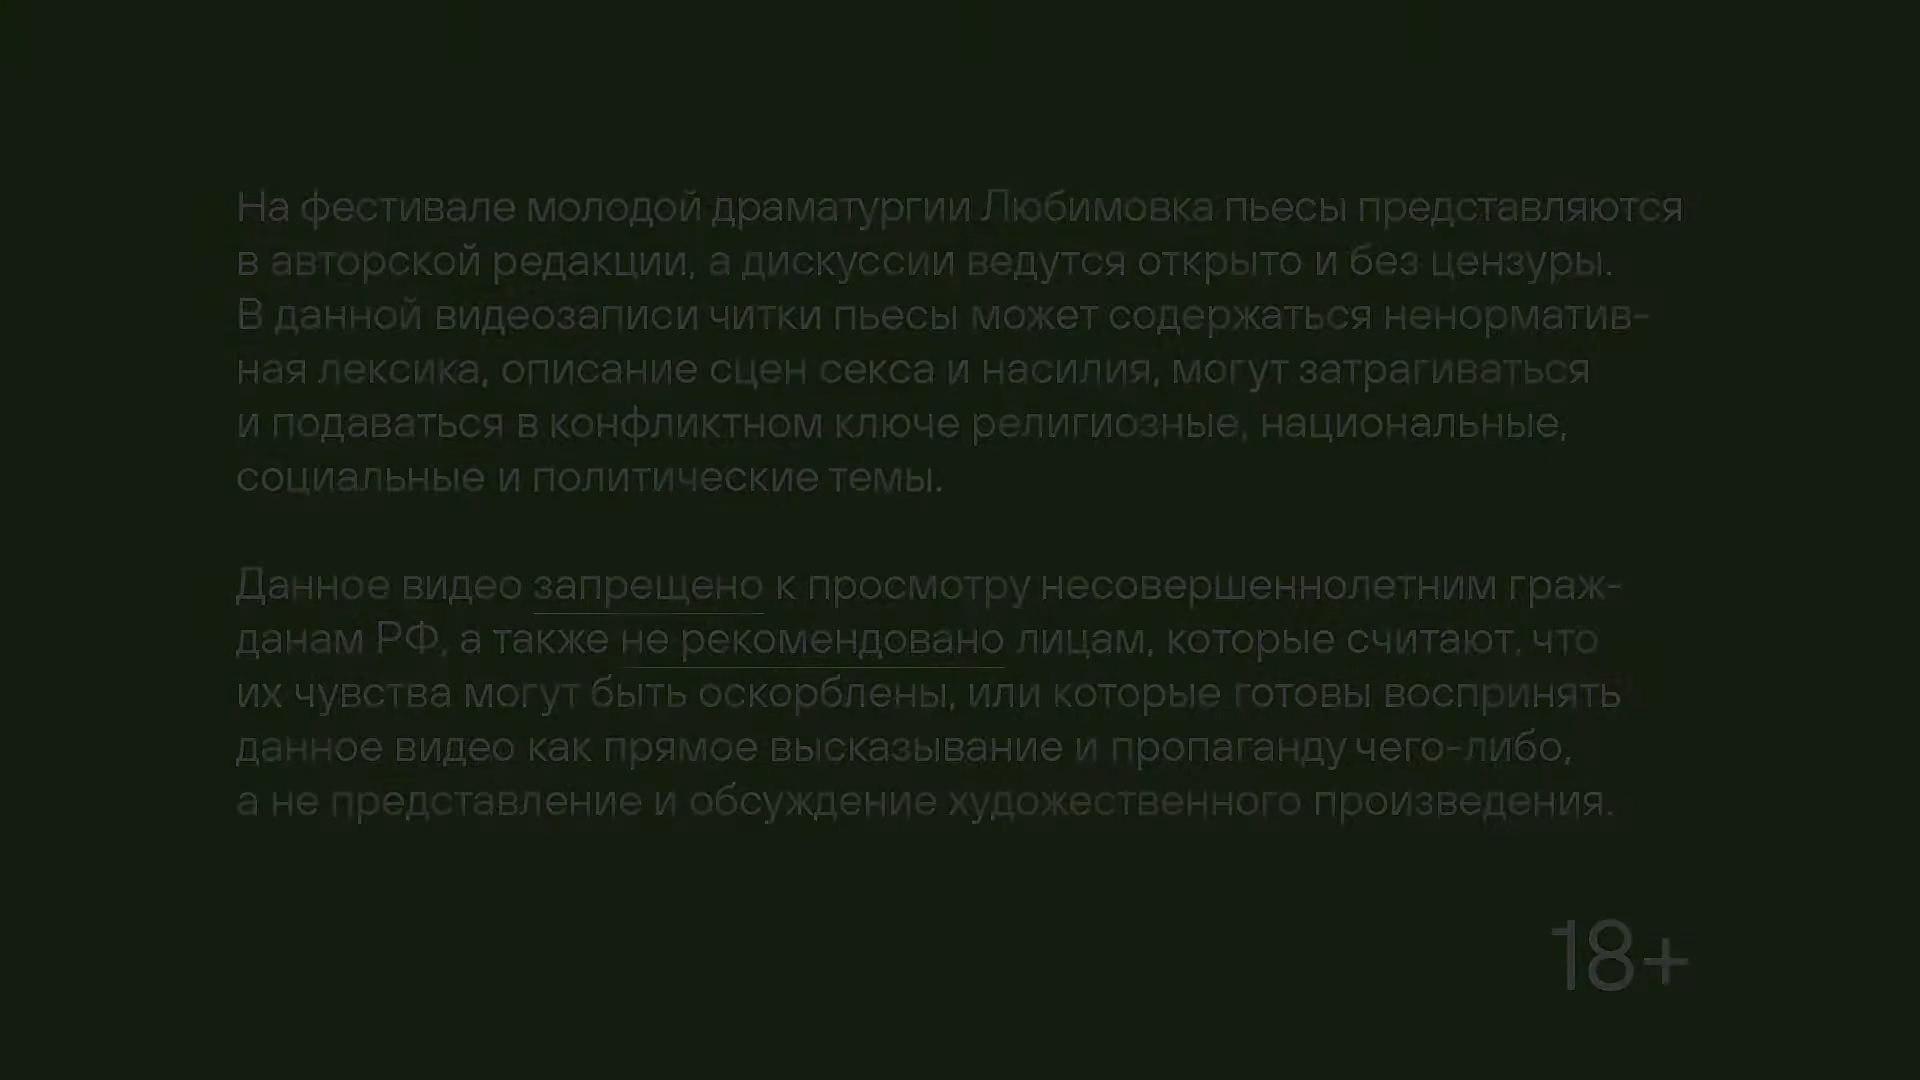 На фестивале молодой драматургии Любимовка пьесы представляются
в авторской редакции, а дискуссии ведутся открыто и без цензуры.
В данной видеозаписи читки пьесы может содержаться ненорматив-
ная лексика, описание сцен секса и насилия, могут затрагиваться
и подаваться в конфликтном ключе религиозные, национальные,
социальные и политические темы.
Данное видео запрещено к просмотру несовершеннолетним граж-
данам РФ, а также не рекомендовано лицам, которые считают, что
их чувства могут быть оскорблены, или которые готовы воспринять
данное видео как прямое высказывание и пропаганду чего-либо,
а не представление и обсуждение художественного произведения.
18+